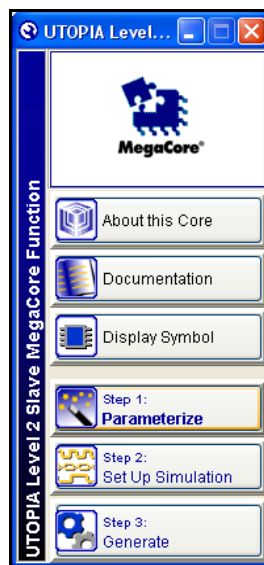 UTOPIA Level...
MegaCore®
UTOPIA Level 2 Slave MegaCore Function
About this Core
Documentation
Display Symbol
Step 1:
Parameterize
Step 2:
Set Up Simulation
Step 3:
Generate